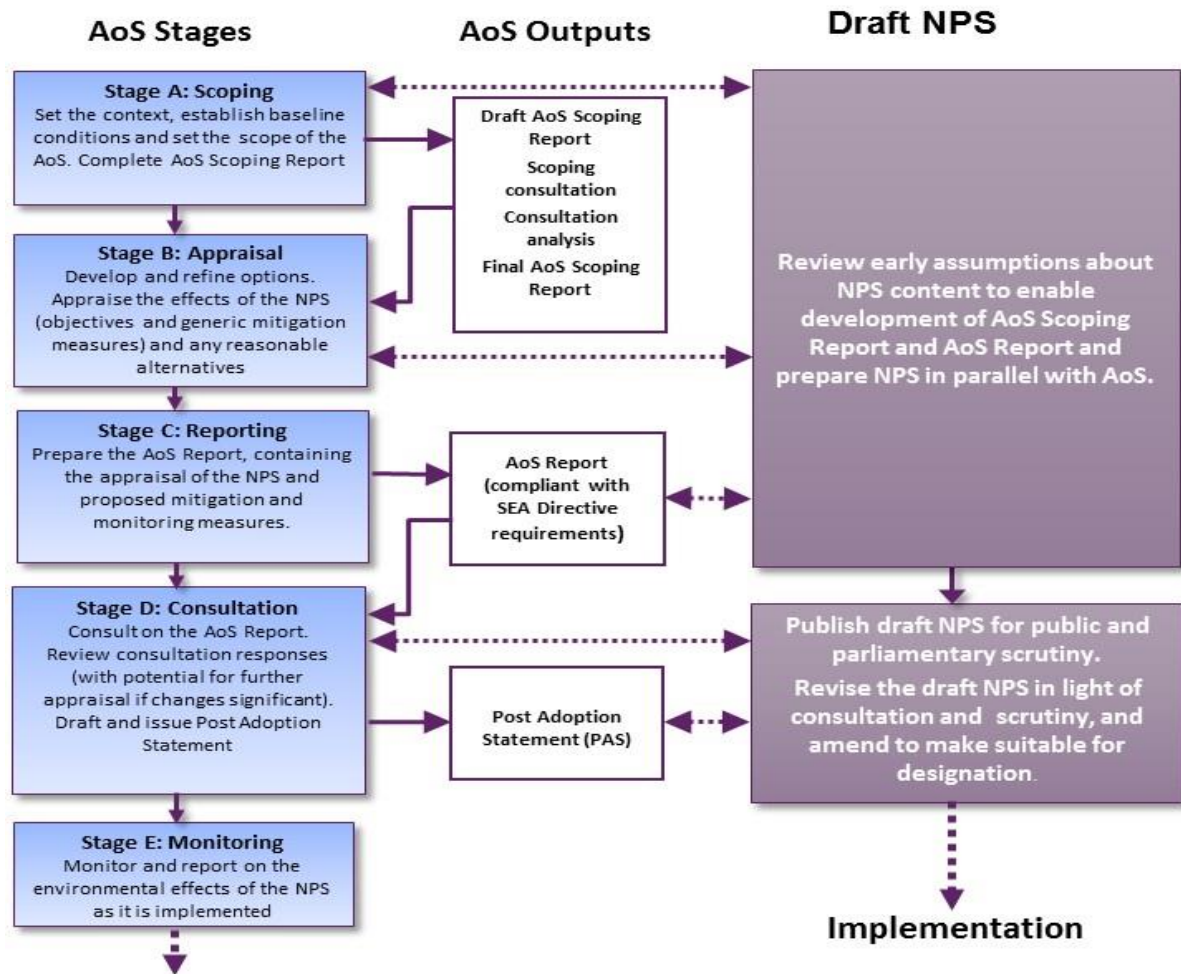 AoS Stages
AoS Outputs
Draft NPS
Stage A: Scoping
Set the context, establish baseline
conditions and set the scope of the
AoS. Complete AoS Scoping Report
Draft AoS Scoping
Report
Scoping
consultation
Consultation
analysis
Final AoS Scoping
Report
Stage B: Appraisal
Develop and refine options.
Appraise the effects of the NPS
(objectives and generic mitigation
measures) and any reasonable
alternatives
Review early assumptions about
NPS content to enable
development of AoS Scoping
Report and AoS Report and
prepare NPS in parallel with AoS.
Stage C: Reporting
Prepare the AoS Report, containing
the appraisal of the NPS and
proposed mitigation and
monitoring measures.
AoS Report
(compliant with
SEA Directive
requirements)
Stage D: Consultation
Consult on the AoS Report.
Review consultation responses
(with potential for further
appraisal if changes significant).
Draft and issue Post Adoption
Statement
Post Adoption
Statement (PAS)
Publish draft NPS for public and
parliamentary scrutiny.
Revise the draft NPS in light of
consultation and scrutiny, and
amend to make suitable for
designation.
Stage E: Monitoring
Monitor and report on the
environmental effects of the NPS
as it is implemented
Implementation